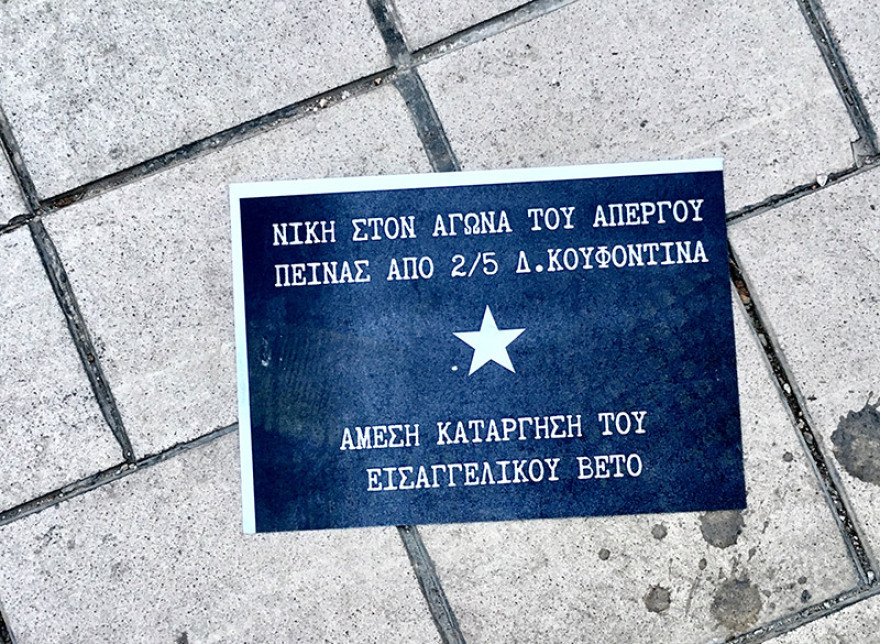 ΝΙΚΗ ΣΤΟΝ ΑΓΩΝΑ ΤΟΥ ΑΠΕΡΓΟΥ
ΠΕΙΝΑΣ ΑΠΟ 2/5 Δ.ΚΟΥΦΟΝΤΙΝΑ
ΑΜΕΣΗ ΚΑΤΑΡΓΗΣΗ ΤΟΥ
ΕΙΣΑΓΓΕΛΙΚΟΥ ΒΕΤΟ